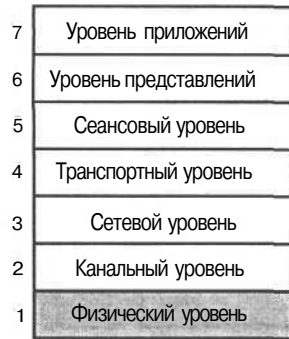 7 Уровень приложений
6 Уровень представлений
5 Сеансовый уровень
4 Транспортный уровень
3 Сетевой уровень
2 Канальный уровень
1 Физический уровень